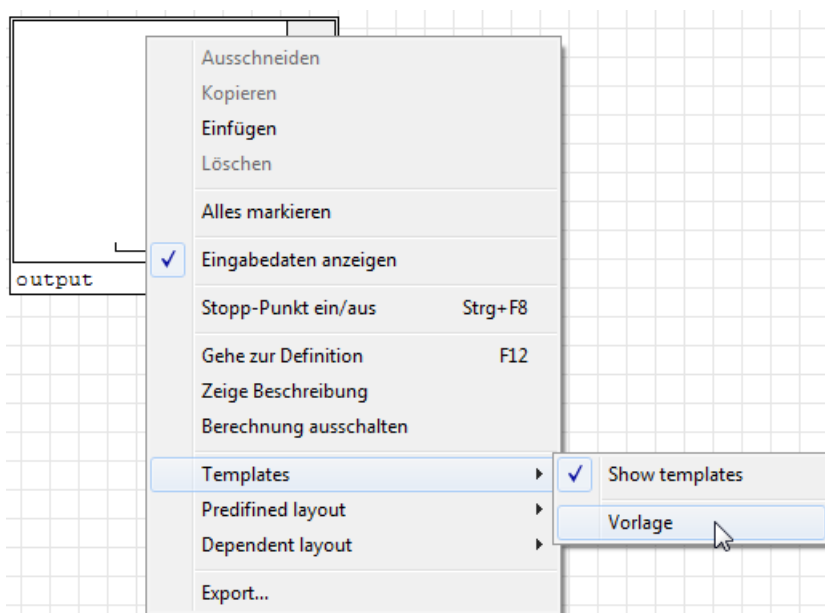 Ausschneiden
Kopieren
Einfügen
Löschen
Alles markieren
Eingabedaten anzeigen
output
Stopp-Punkt ein/aus Strg+F8
Gehe zur Definition F12
Zeige Beschreibung
Berechnung ausschalten
Templates
Show templates
Predifined layout
Vorlage
Dependent layout
Export...